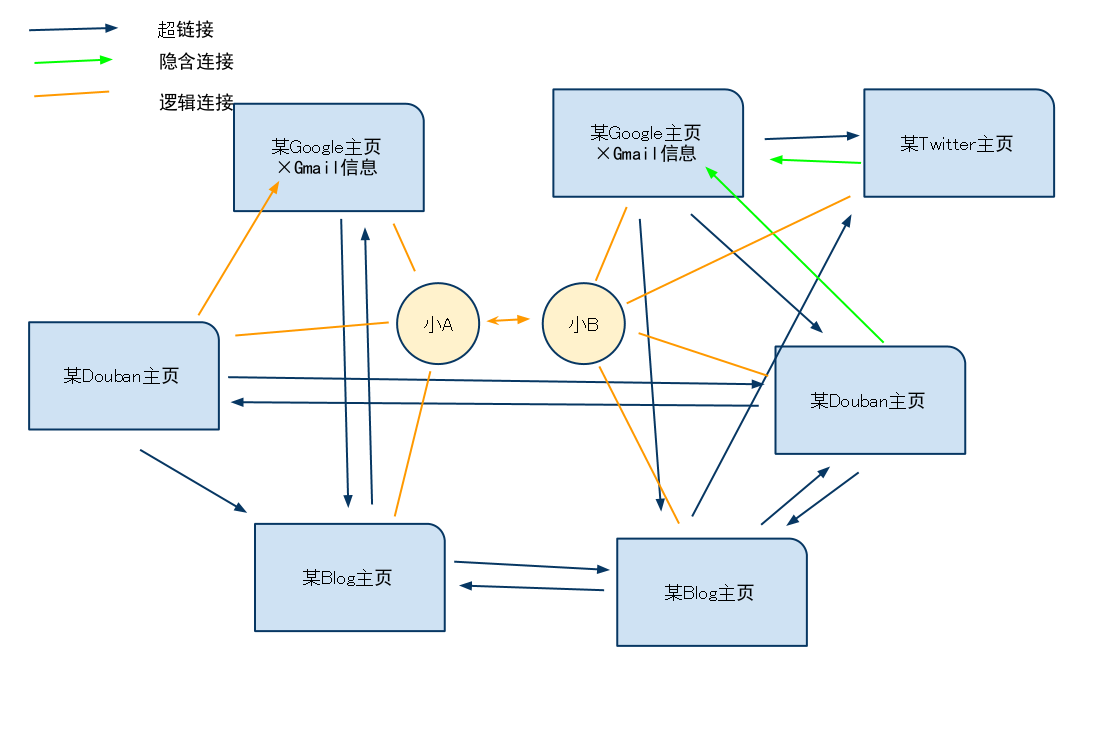 超链接
隐含连接
逻辑连接
某Google主页
×Gmail信息
某Google主页
×Gmail信息
某Twitter主页
小A
小B
某Douban主页
某Douban主页
某Blog主页
某Blog主页